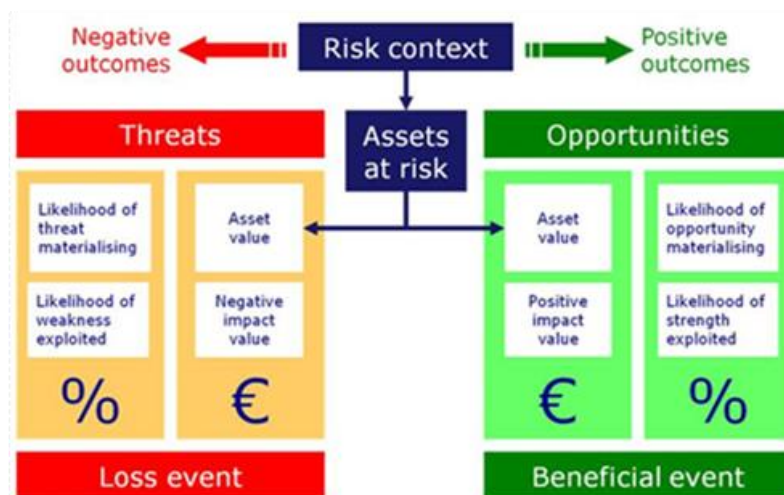 Negative
outcomes
Risk context
Positive
outcomes
Threats
Assets
at risk
Opportunities
Likelihood of
threat
materialising
Asset
value
Asset
value
Likelihood of
opportunity
materialising
Likelihood of
weakness
exploited
Negative
impact
value
Positive
impact
value
Likelihood of
strength
exploited
%
€
€
%
Loss event
Beneficial event